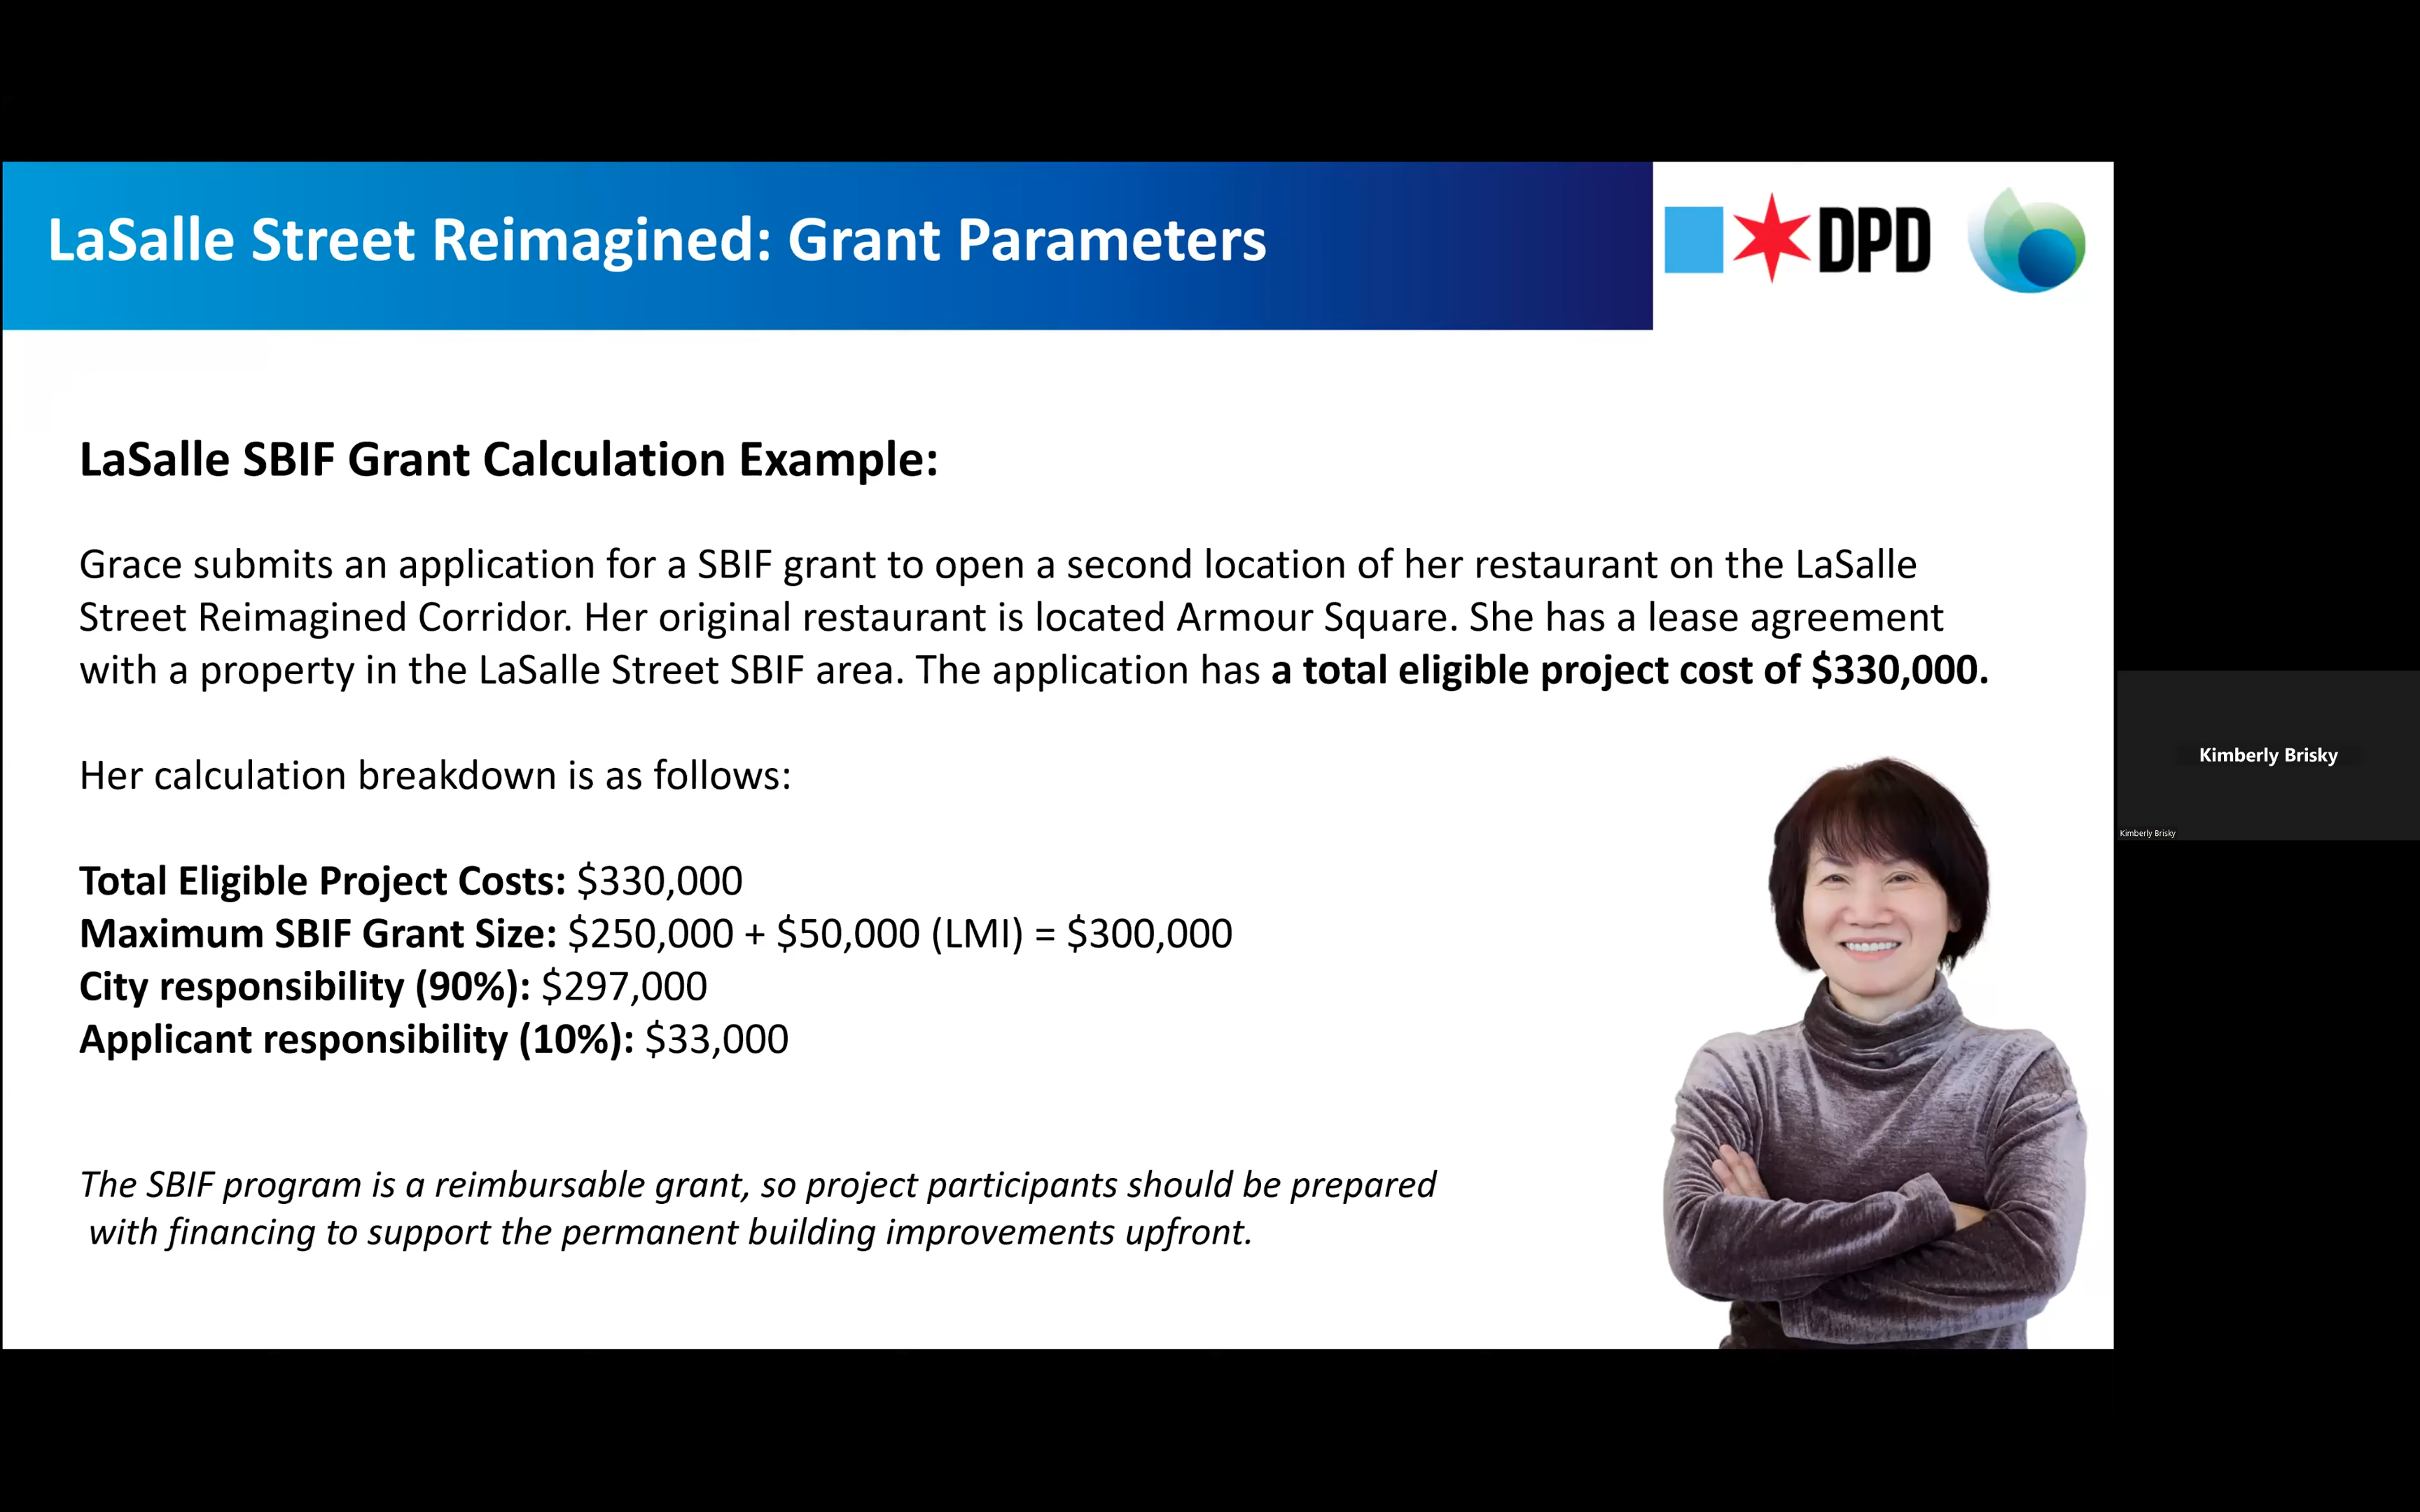 LaSalle Street Reimagined: Grant Parameters
DPD
LaSalle SBIF Grant Calculation Example:
Grace submits an application for a SBIF grant to open a second location of her restaurant on the LaSalle
Street Reimagined Corridor. Her original restaurant is located Armour Square. She has a lease agreement
with a property in the LaSalle Street SBIF area. The application has a total eligible project cost of $330,000.
Her calculation breakdown is as follows:
Total Eligible Project Costs: $330,000
Maximum SBIF Grant Size: $250,000 + $50,000 (LMI) = $300,000
City responsibility (90%): $297,000
Applicant responsibility (10%): $33,000
The SBIF program is a reimbursable grant, so project participants should be prepared
with financing to support the permanent building improvements upfront.
Kimberly Brisky
Kimberly Brisky